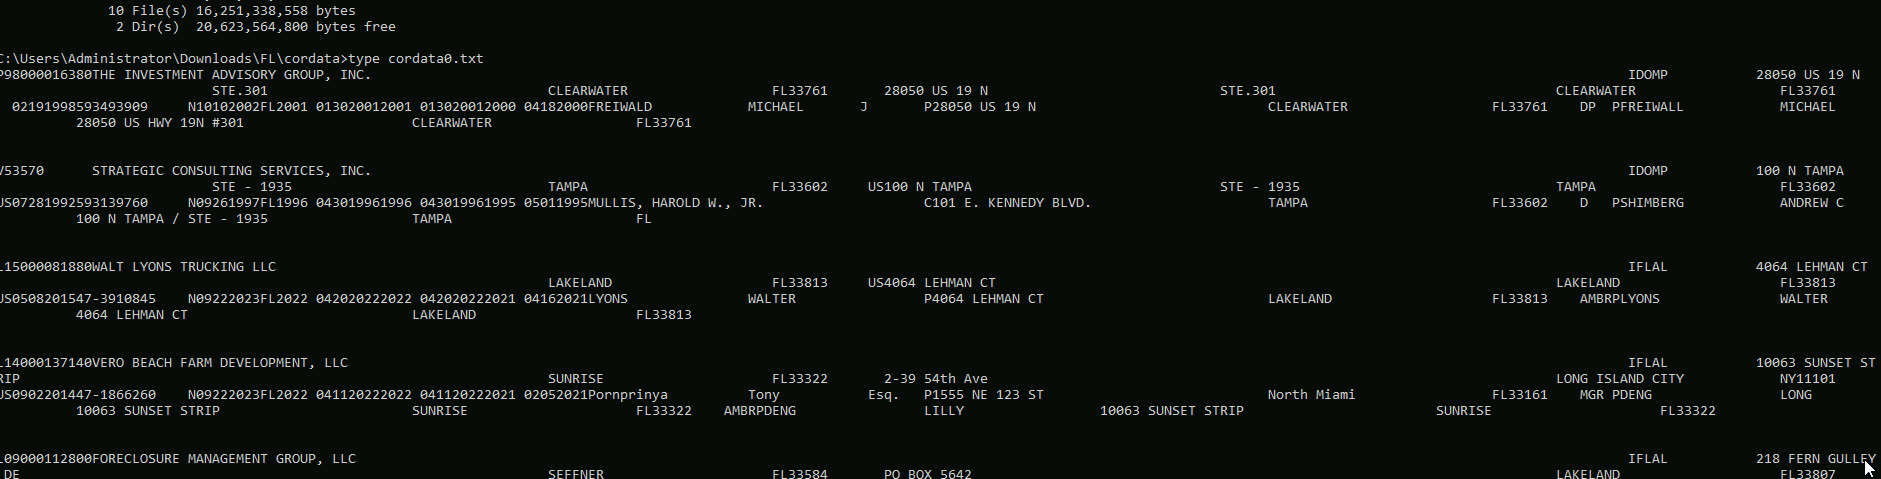 10 File(s) 16,251,338,558 bytes
2 Dir(s) 20,623,564,800 bytes free
C:\Users\Administrator\Downloads\FL\cordata>type cordata0.txt
P98000016380THE INVESTMENT ADVISORY GROUP, INC. IDOMP 28050 US 19 N
STE.301 CLEARWATER FL33761 28050 US 19 N STE.301 CLEARWATER FL33761
02191998593493909 N10102002FL2001 013020012001 013020012000 04182000FREIWALD MICHAEL J P28050 US 19 N CLEARWATER FL33761 DP PFREIWALL MICHAEL
28050 US HWY 19N #301 CLEARWATER FL33761
V53570 STRATEGIC CONSULTING SERVICES, INC. IDOMP 100 N TAMPA
STE - 1935 TAMPA FL33602 US100 N TAMPA STE - 1935 TAMPA FL33602
US07281992593139760 N09261997FL1996 043019961996 043019961995 05011995MULLIS, HAROLD W., JR. C101 E. KENNEDY BLVD. TAMPA FL33602 D PSHIMBERG ANDREW C
100 N TAMPA / STE - 1935 TAMPA FL
L15000081880WALT LYONS TRUCKING LLC IFLAL 4064 LEHMAN CT
LAKELAND FL33813 US4064 LEHMAN CT LAKELAND FL33813
US0508201547-3910845 N09222023FL2022 042020222022 042020222021 04162021LYONS WALTER P4064 LEHMAN CT LAKELAND FL33813 AMBRPLYONS WALTER
4064 LEHMAN CT LAKELAND FL33813
L14000137140VERO BEACH FARM DEVELOPMENT, LLC IFLAL 10063 SUNSET ST
RIP SUNRISE FL33322 2-39 54th Ave LONG ISLAND CITY NY11101
US0902201447-1866260 N09222023FL2022 041120222022 041120222021 02052021Pornprinya Tony Esq. P1555 NE 123 ST North Miami FL33161 MGR PDENG LONG
10063 SUNSET STRIP SUNRISE FL33322 AMBRPDENG LILLY 10063 SUNSET STRIP SUNRISE FL33322
L09000112800FORECLOSURE MANAGEMENT GROUP, LLC IFLAL 218 FERN GULLEY
DE SEFFNER FL33584 PO BOX 5642 LAKELAND FL33807